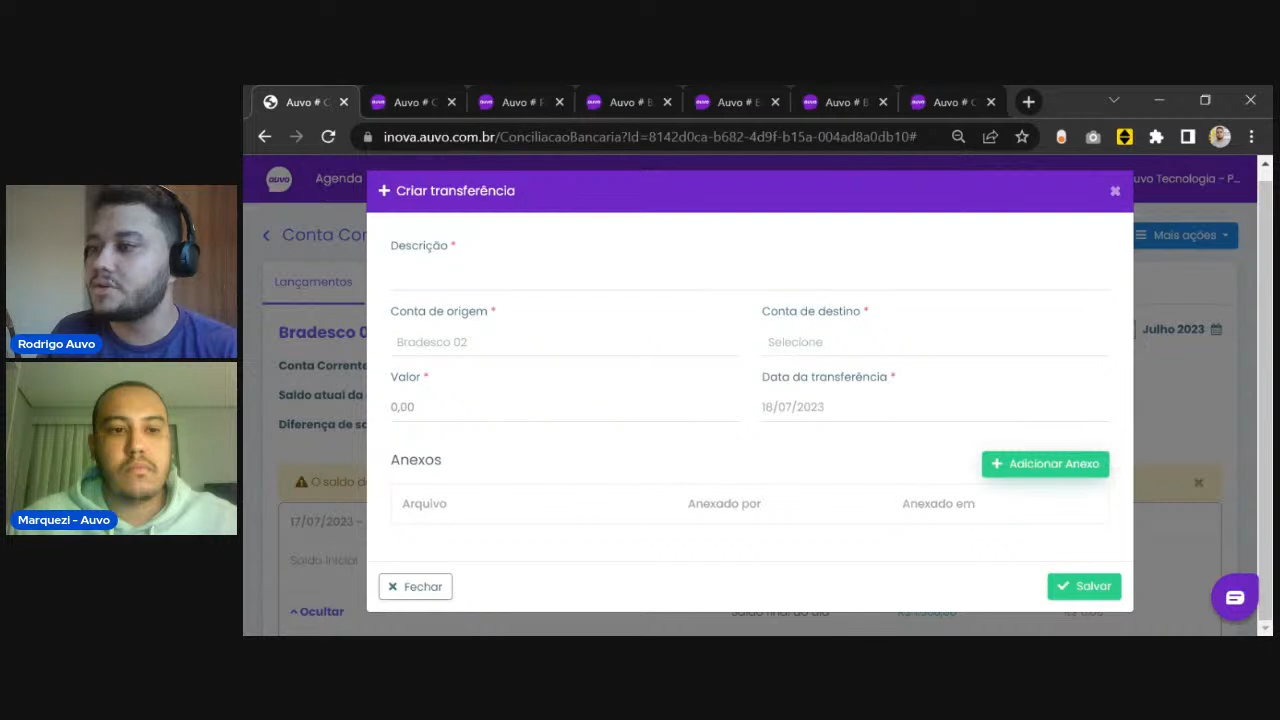 Auvo # C
Auvo # C
Auvo # F
Auvo # B
Auvo # E
Auvo # B
Auvo # C
inova.auvo.com.br/ConciliacaoBancaria?Id=8142d0ca-b682-4d9f-b15a-004ad8a0db10#
auvo
Agenda
uvo Tecnologia - P...
Criar transferência
Conta Cor
Mais ações
Descrição *
Lançamentos
Conta de origem *
Conta de destino *
Bradesco 0
Julho 2023
Bradesco 02
Selecione
Conta Corrente
Valor *
Data da transferência *
Saldo atual da
0,00
18/07/2023
Diferença de sa
Anexos
Adicionar Anexo
O saldo d
Arquivo
Anexado por
Anexado em
17/07/2023 -
Saldo Inicial
Fechar
Salvar
Ocultar
Saldo final do dia
Rodrigo Auvo
Marquezi - Auvo